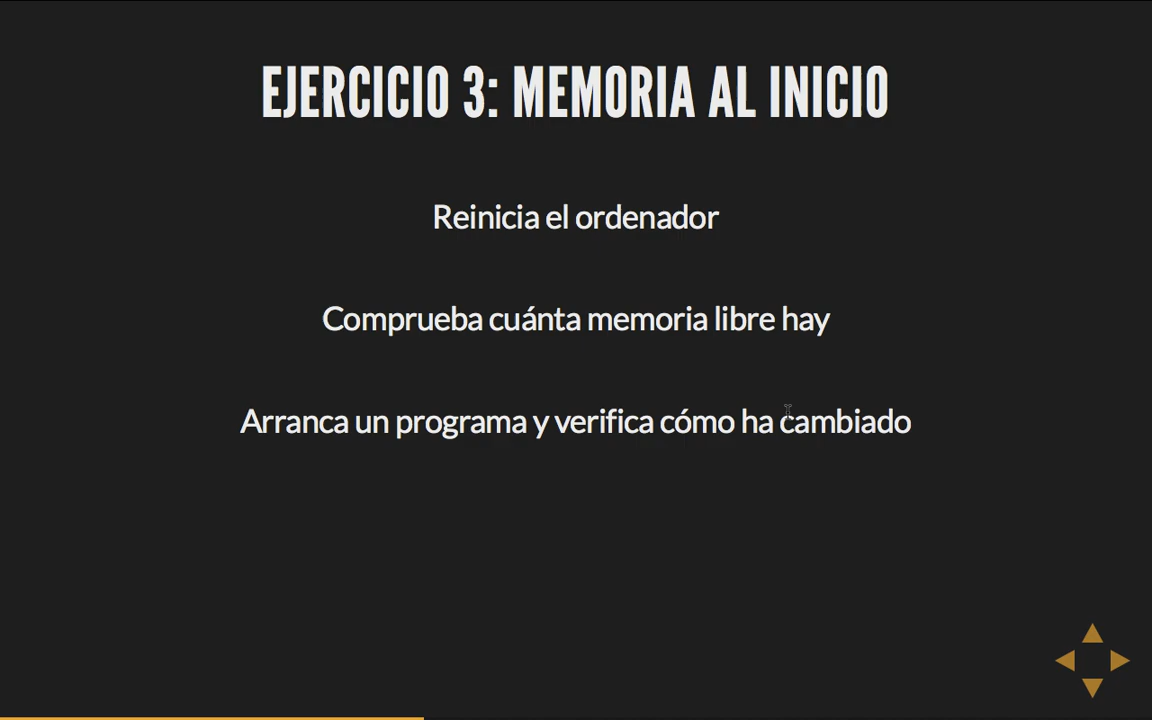 EJERCICIO 3: MEMORIA AL INICIO
Reinicia el ordenador
Comprueba cuánta memoria libre hay
Arranca un programa y verifica cómo ha cambiado